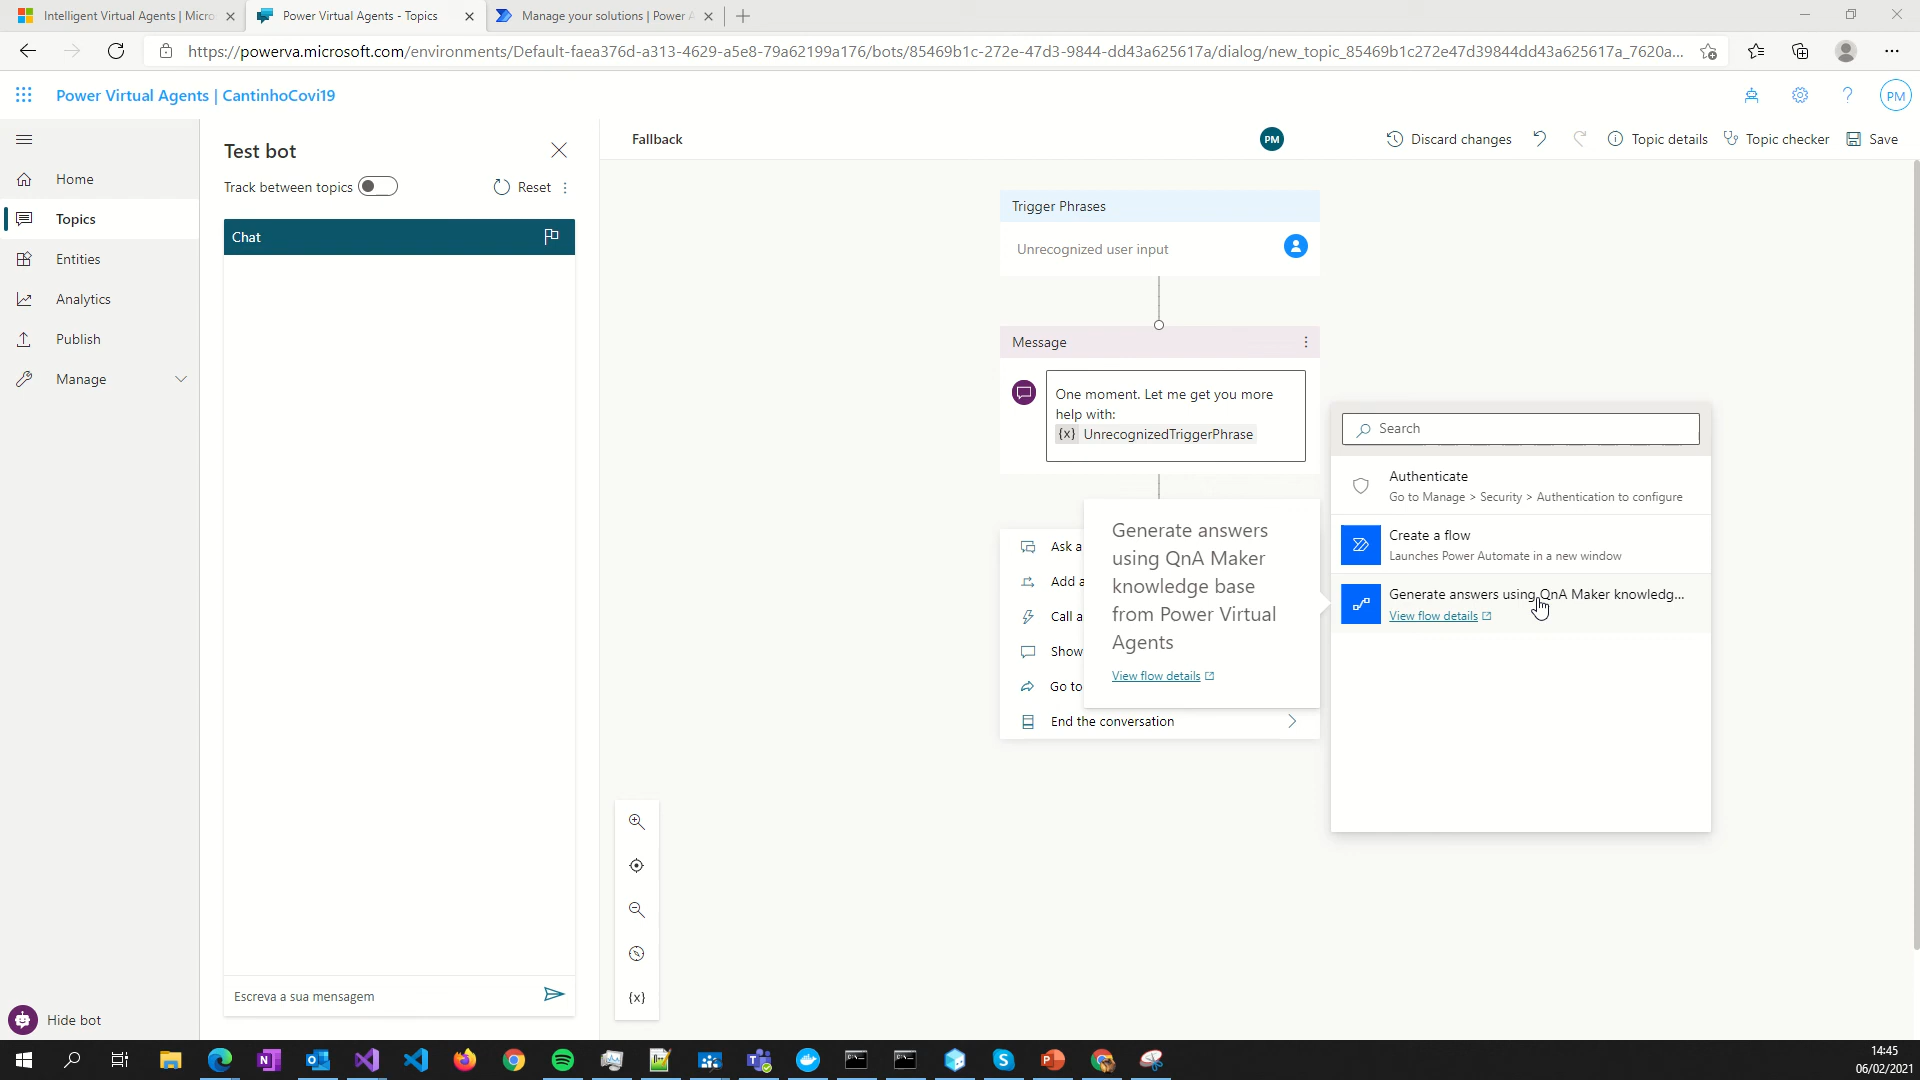 Intelligent Virtual Agents | Micro
Power Virtual Agents - Topics
Manage your solutions | Power A
https://powerva.microsoft.com/environments/Default-faea376d-a313-4629-a5e8-79a62199a176/bots/85469b1c-272e-47d3-9844-dd43a625617a/dialog/new_topic_85469b1c272e47d39844dd43a625617a_7620a...
Power Virtual Agents | CantinhoCovi19
PM
Home
Topics
Entities
Analytics
Publish
Manage
Hide bot
Test bot
Track between topics
Reset
Chat
Escreva a sua mensagem
Fallback
PM
Discard changes
Topic details
Topic checker
Save
Trigger Phrases
Unrecognized user input
Message
One moment. Let me get you more
help with:
{x} UnrecognizedTriggerPhrase
Ask a
Add a
Call a
Show
Go to
End the conversation
Generate answers
using QnA Maker
knowledge base
from Power Virtual
Agents
View flow details
Search
Authenticate
Go to Manage > Security > Authentication to configure
Create a flow
Launches Power Automate in a new window
Generate answers using QnA Maker knowledg...
View flow details
{x}
14:45
06/02/2021